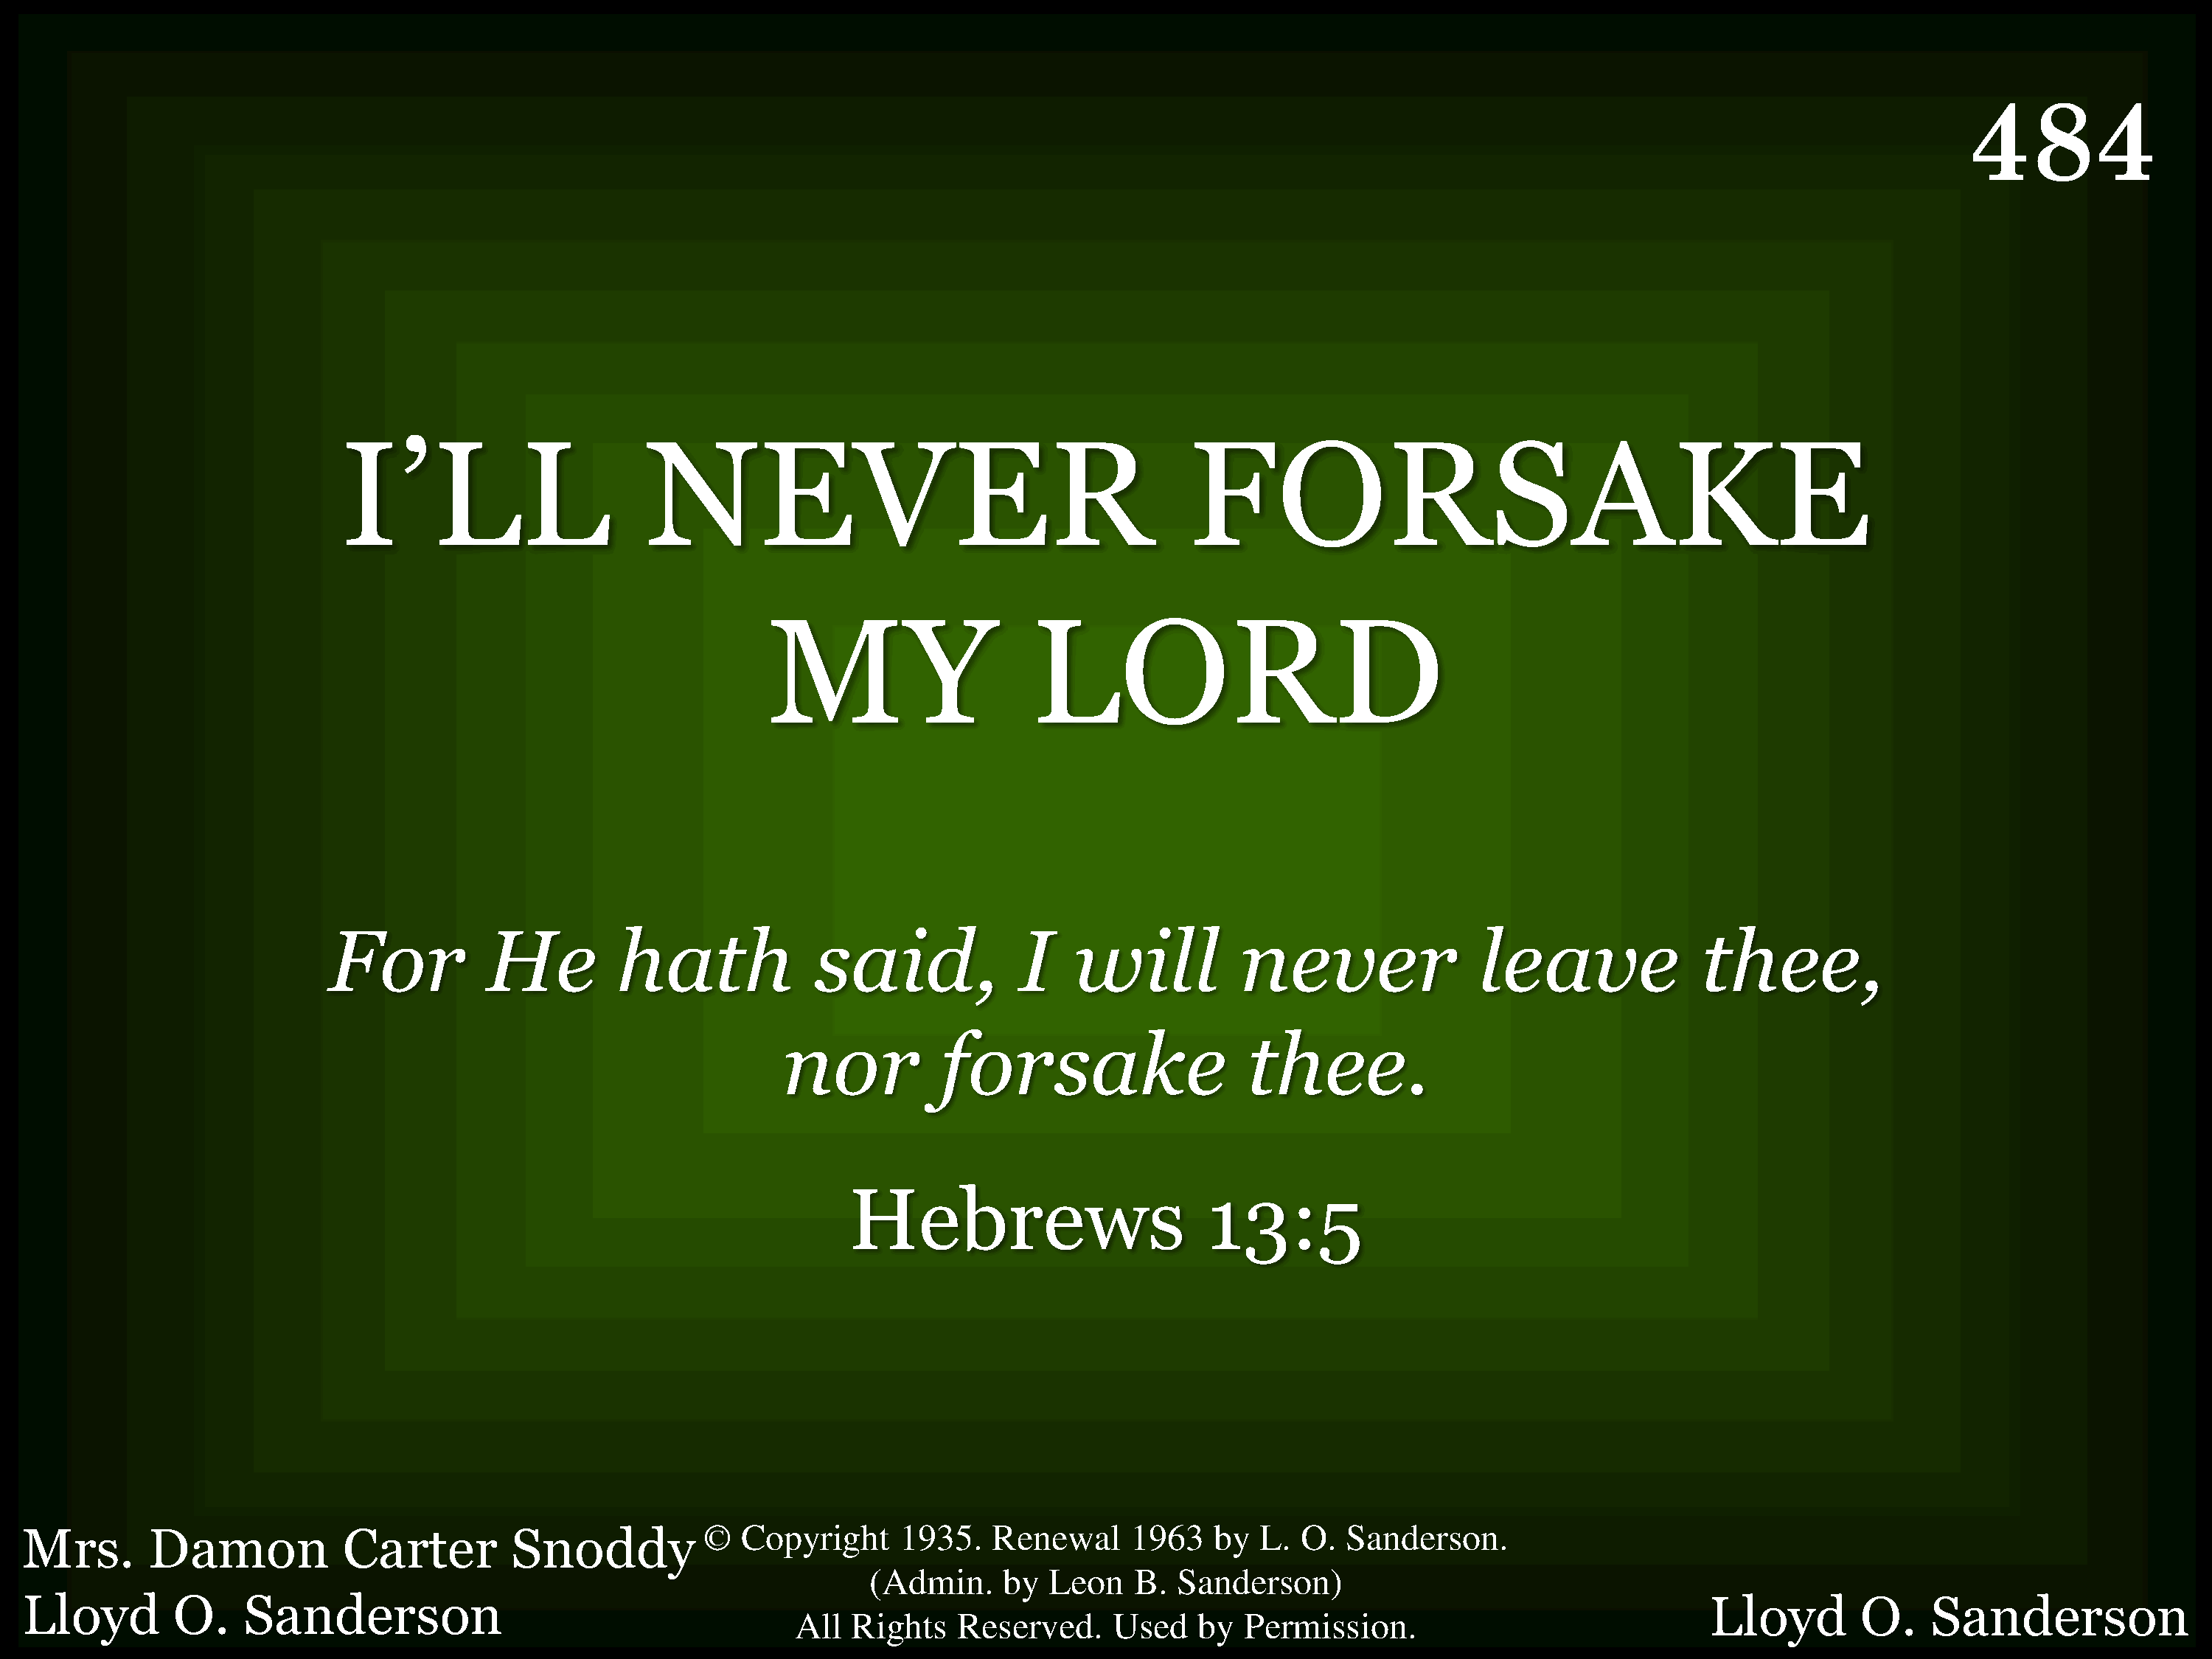 484
I’LL NEVER FORSAKE
MY LORD
For He hath said, I will never leave thee,
nor forsake thee.
Hebrews 13:5
Mrs. Damon Carter Snoddy
Lloyd O. Sanderson
© Copyright 1935. Renewal 1963 by L. O. Sanderson.
(Admin. by Leon B. Sanderson)
All Rights Reserved. Used by Permission.
Lloyd O. Sanderson